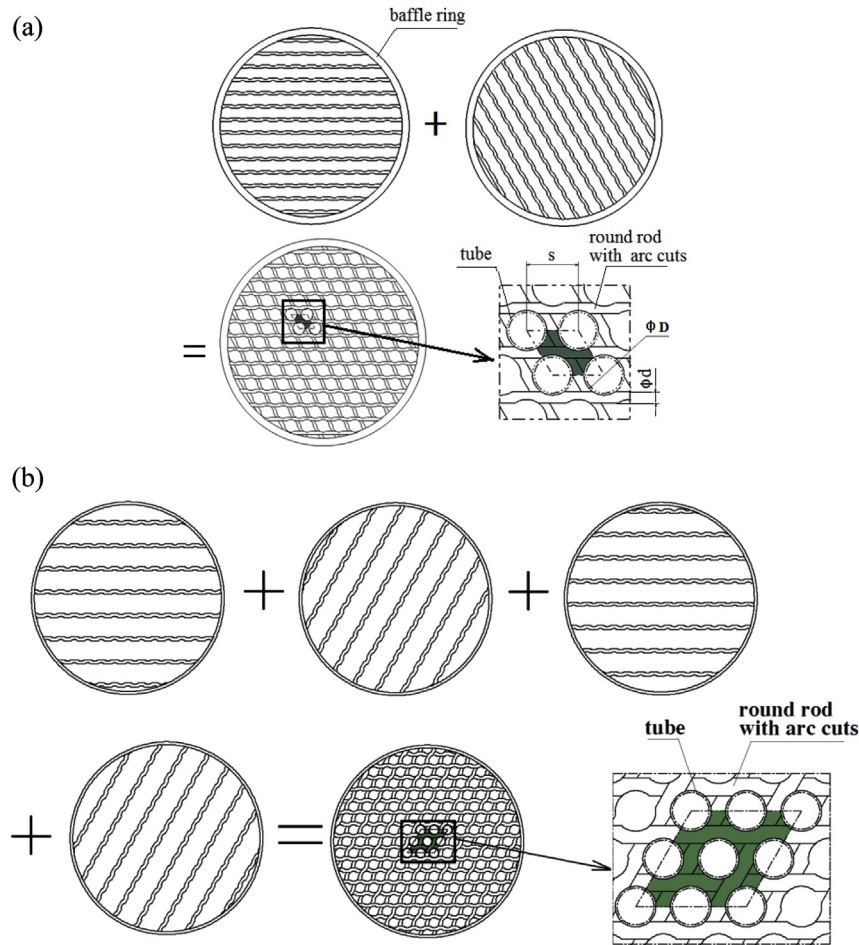 (a)
baffle ring
+
=
tube
s
round rod
with arc cuts
ΦD
Φd
(b)
+
+
+
=
tube
round rod
with arc cuts